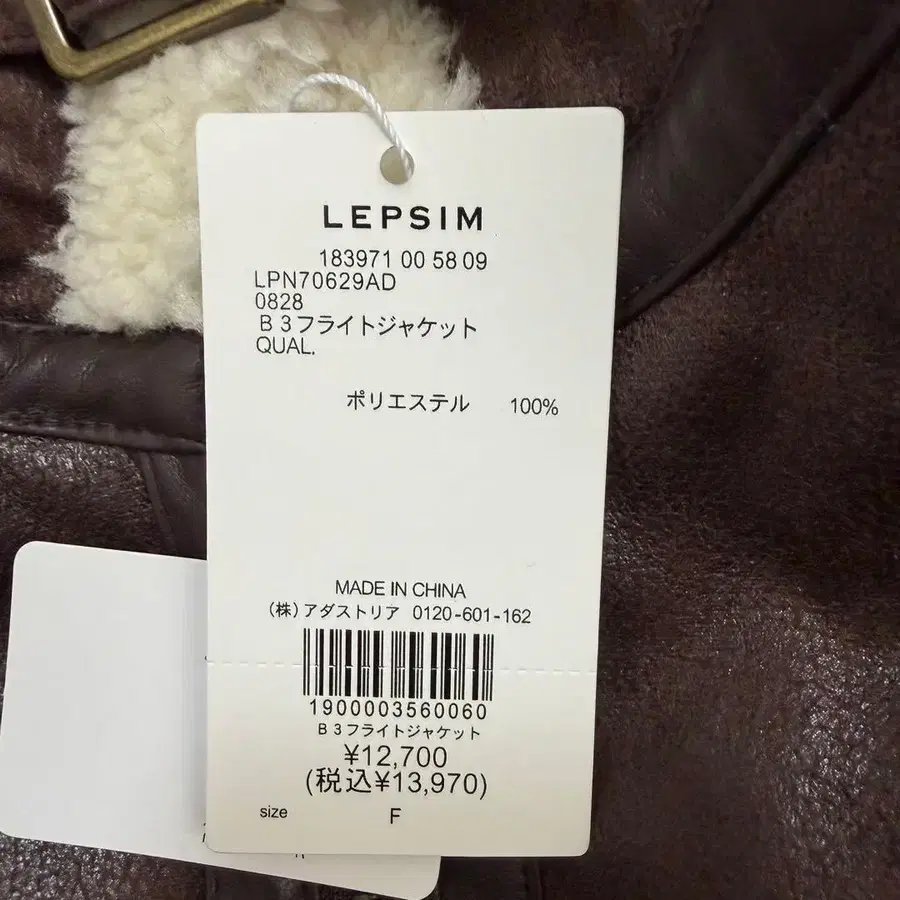 LEPSIM
183971 00 58 09
LPN70629AD
0828
B3フライトジャケット
QUAL.
ポリエステル 100%
MADE IN CHINA
(株)アダストリア 0120-601-162
1900003560060
B3フライトジャケット
¥12,700
(税込¥13,970)
size F